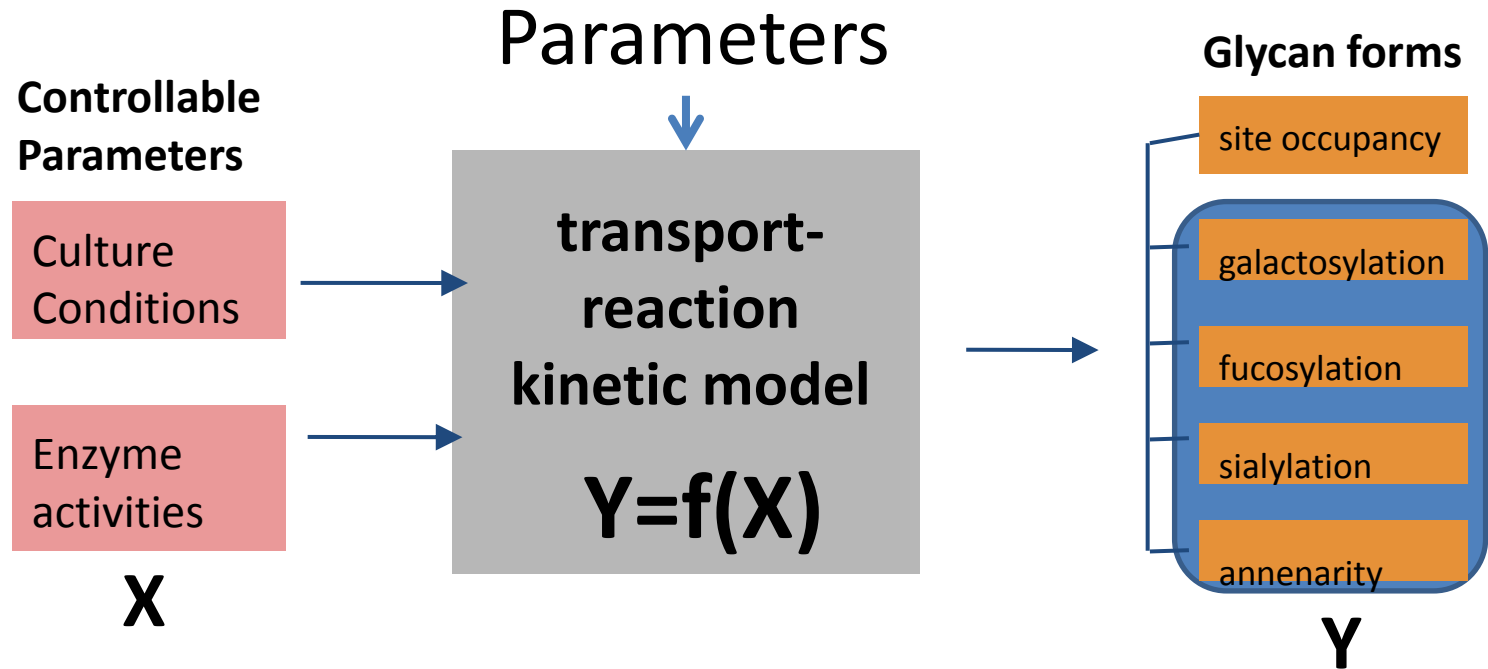 Parameters
Controllable
Parameters
Culture
Conditions
Enzyme
activities
X
transport-
reaction
kinetic model
Y=f(X)
Glycan forms
site occupancy
galactosylation
fucosylation
sialylation
annenarity
Y